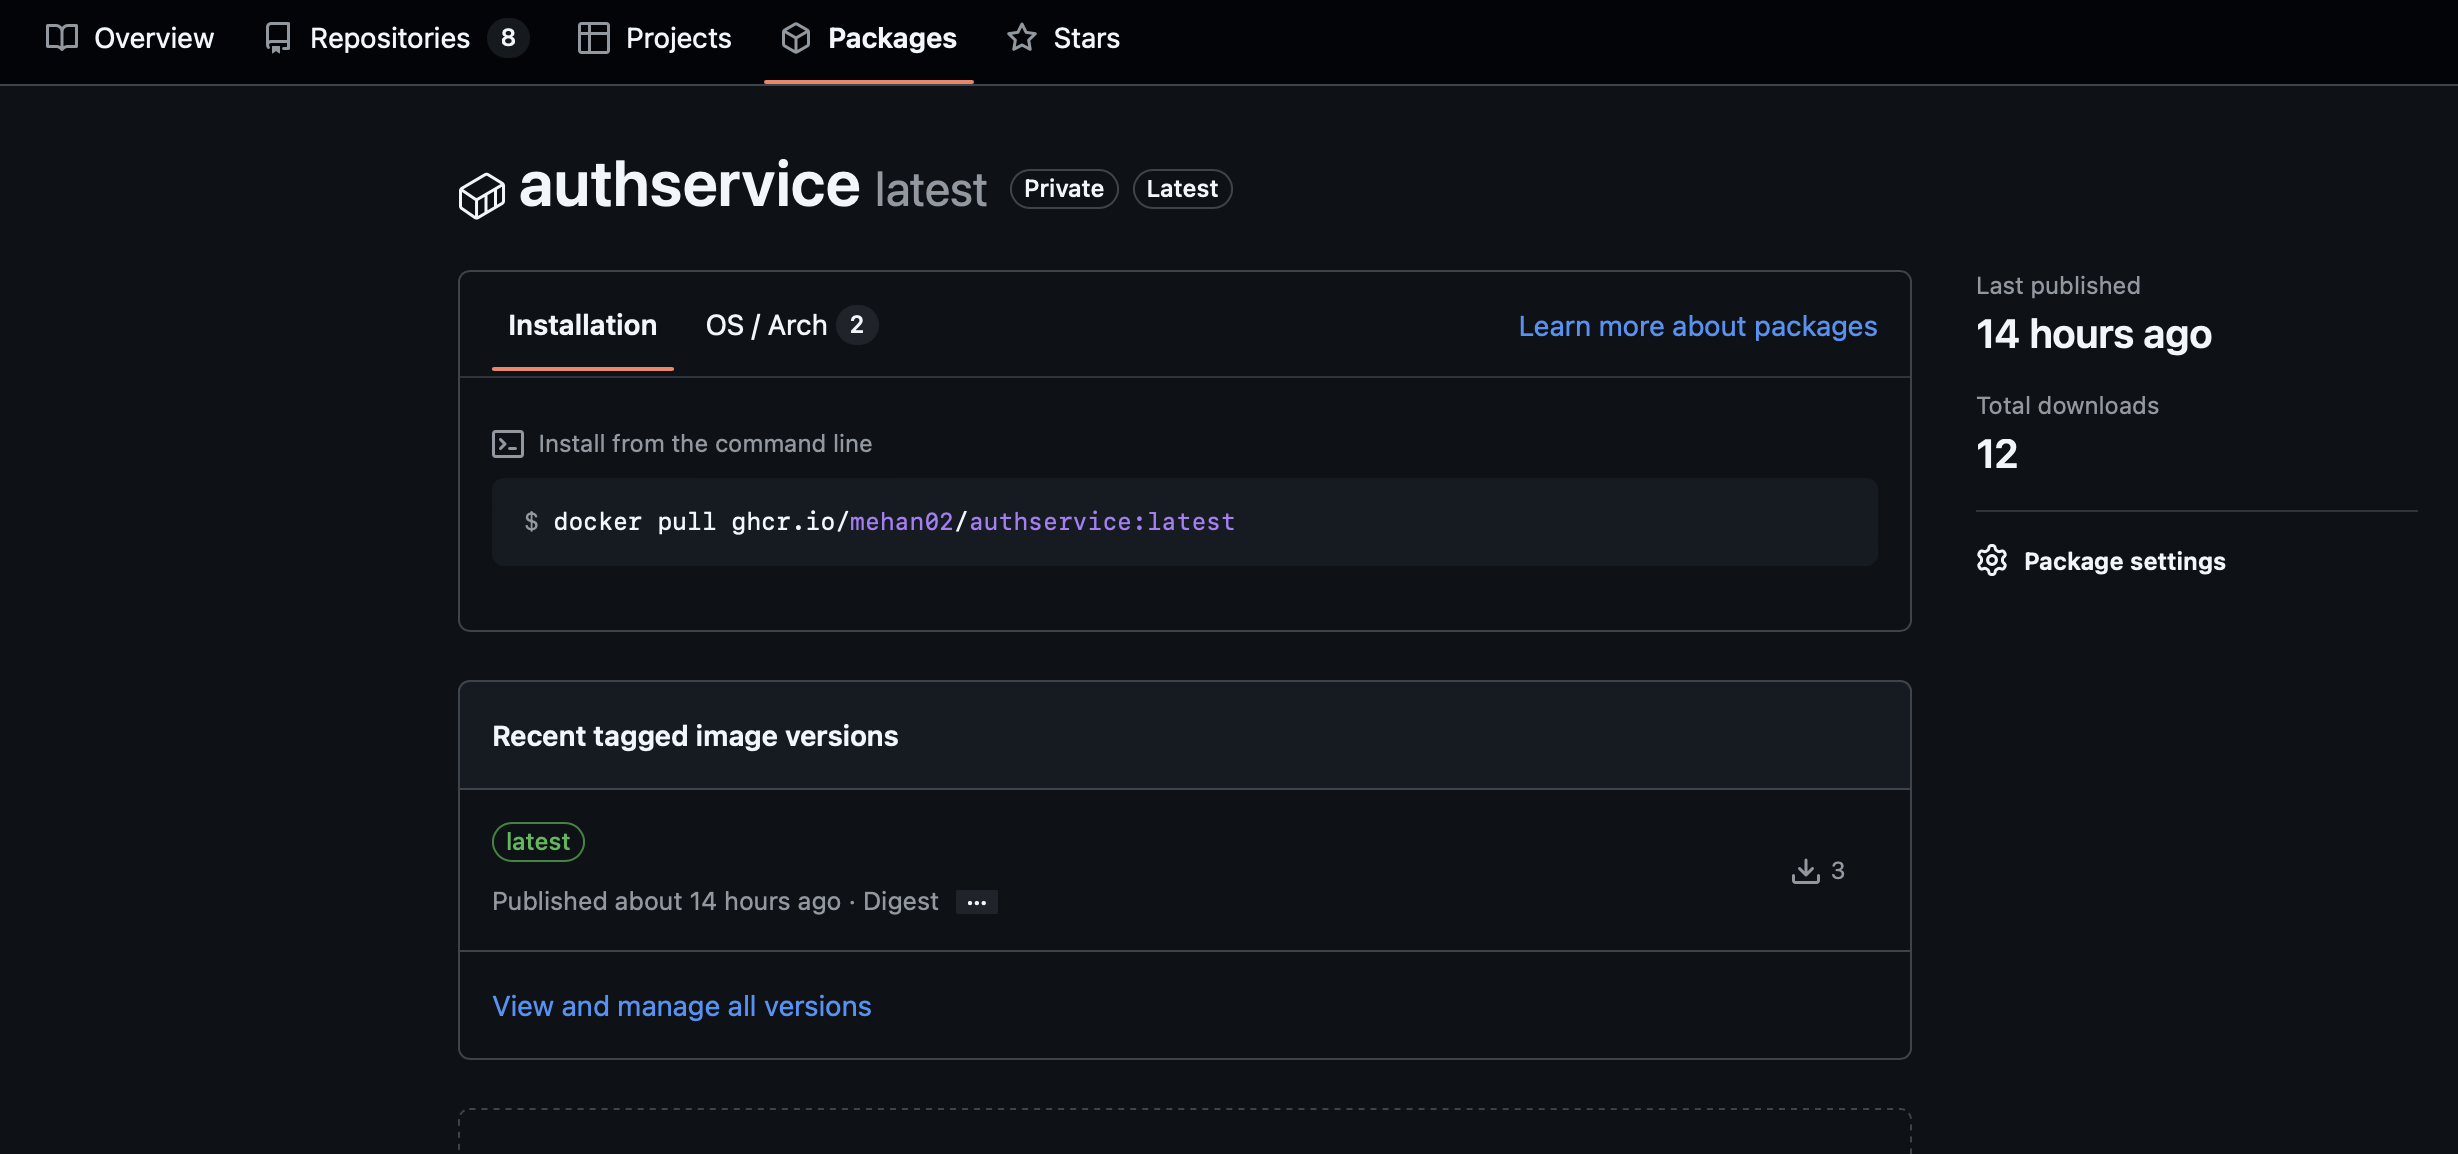 Overview Repositories 8 Projects Packages Stars
authservice latest Private Latest
Installation OS / Arch 2 Learn more about packages
Install from the command line
$ docker pull ghcr.io/mehan02/authservice:latest
Last published
14 hours ago
Total downloads
12
Package settings
Recent tagged image versions
latest
Published about 14 hours ago · Digest ...
3
View and manage all versions